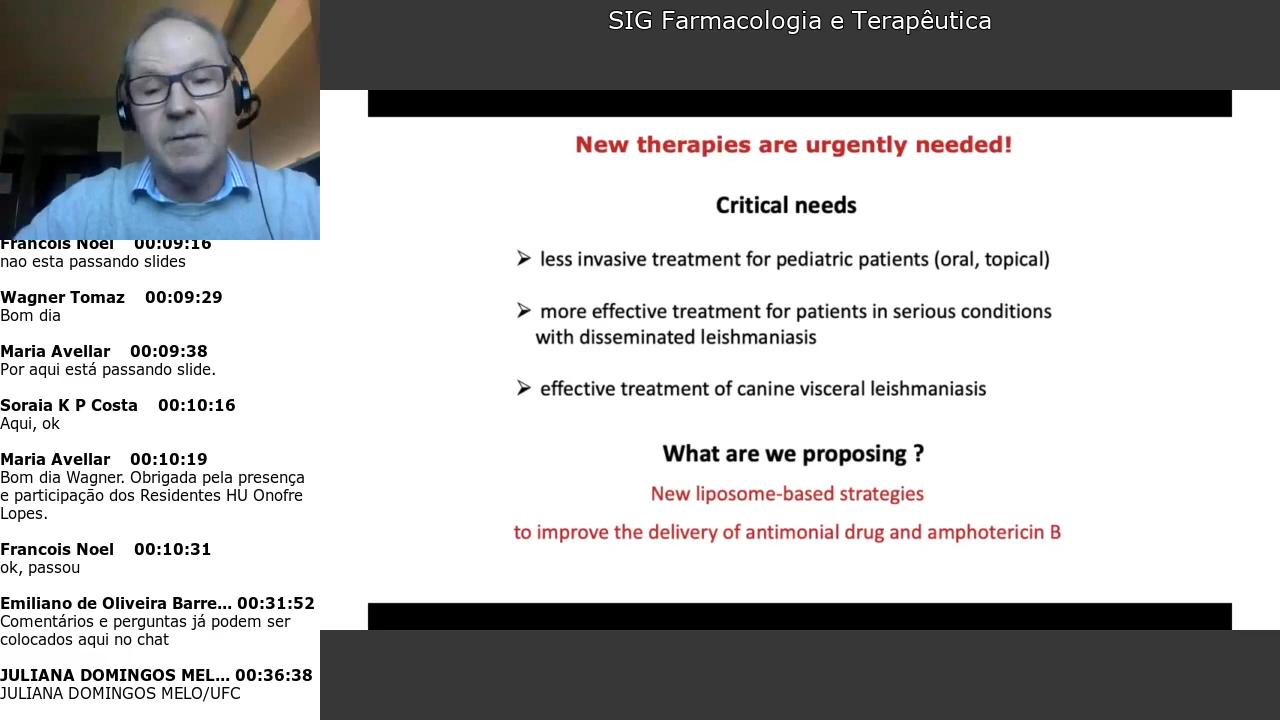 SIG Farmacologia e Terapêutica
New therapies are urgently needed!
Critical needs
➢ less invasive treatment for pediatric patients (oral, topical)
➢ more effective treatment for patients in serious conditions
with disseminated leishmaniasis
➢ effective treatment of canine visceral leishmaniasis
What are we proposing ?
New liposome-based strategies
to improve the delivery of antimonial drug and amphotericin B
Francois Noel 00:09:16
nao esta passando slides
Wagner Tomaz 00:09:29
Bom dia
Maria Avellar 00:09:38
Por aqui está passando slide.
Soraia K P Costa 00:10:16
Aqui, ok
Maria Avellar 00:10:19
Bom dia Wagner. Obrigada pela presença
e participação dos Residentes HU Onofre
Lopes.
Francois Noel 00:10:31
ok, passou
Emiliano de Oliveira Barre... 00:31:52
Comentários e perguntas já podem ser
colocados aqui no chat
JULIANA DOMINGOS MEL... 00:36:38
JULIANA DOMINGOS MELO/UFC